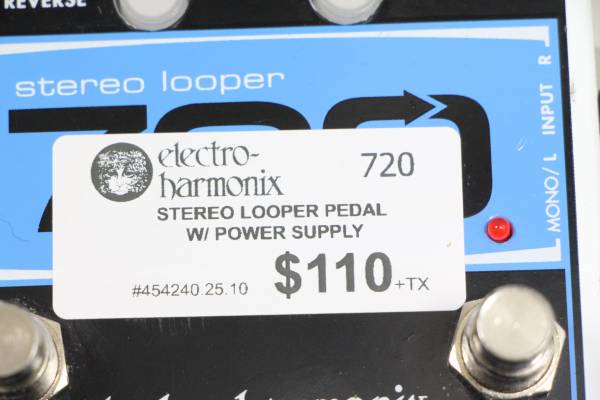 REVERSE
stereo looper
MONO/ L INPUT R
electro-
harmonix
720
STEREO LOOPER PEDAL
W/ POWER SUPPLY
#454240.25.10
$110 +TX